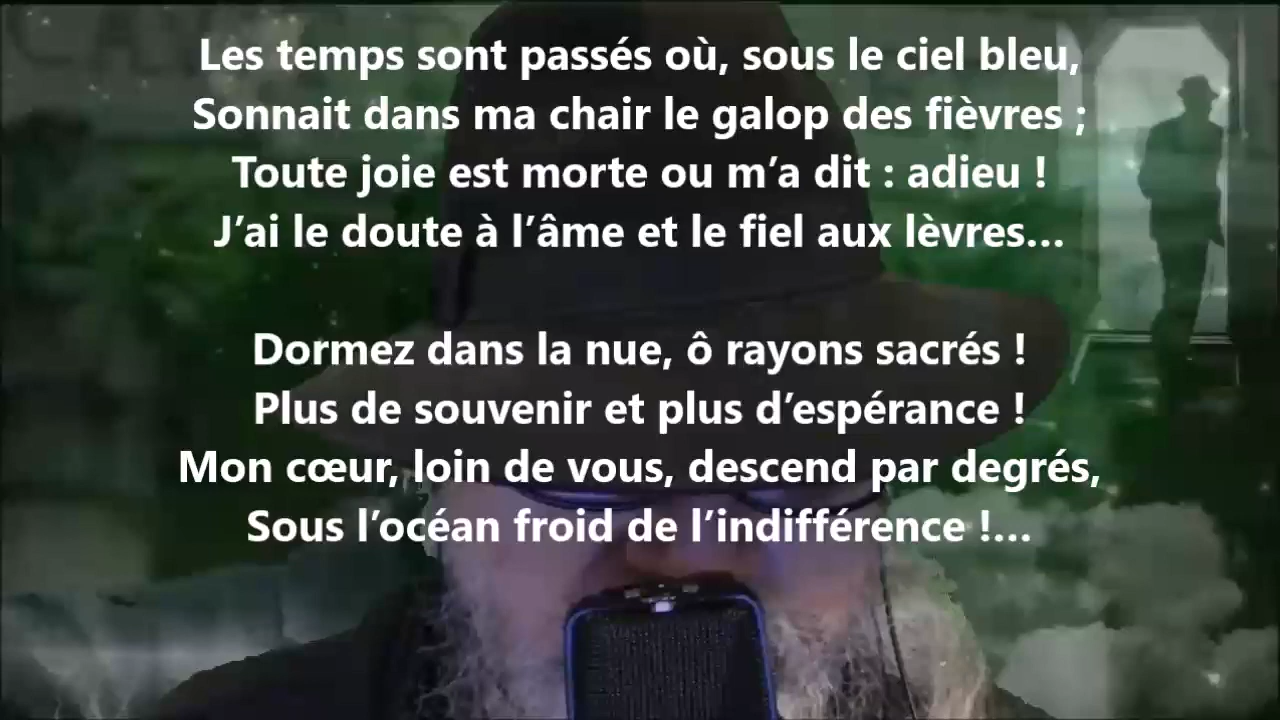 Les temps sont passés où, sous le ciel bleu,
Sonnait dans ma chair le galop des fièvres ;
Toute joie est morte ou m’a dit : adieu !
J’ai le doute à l’âme et le fiel aux lèvres…
Dormez dans la nue, ô rayons sacrés !
Plus de souvenir et plus d’espérance !
Mon cœur, loin de vous, descend par degrés,
Sous l’océan froid de l’indifférence !…